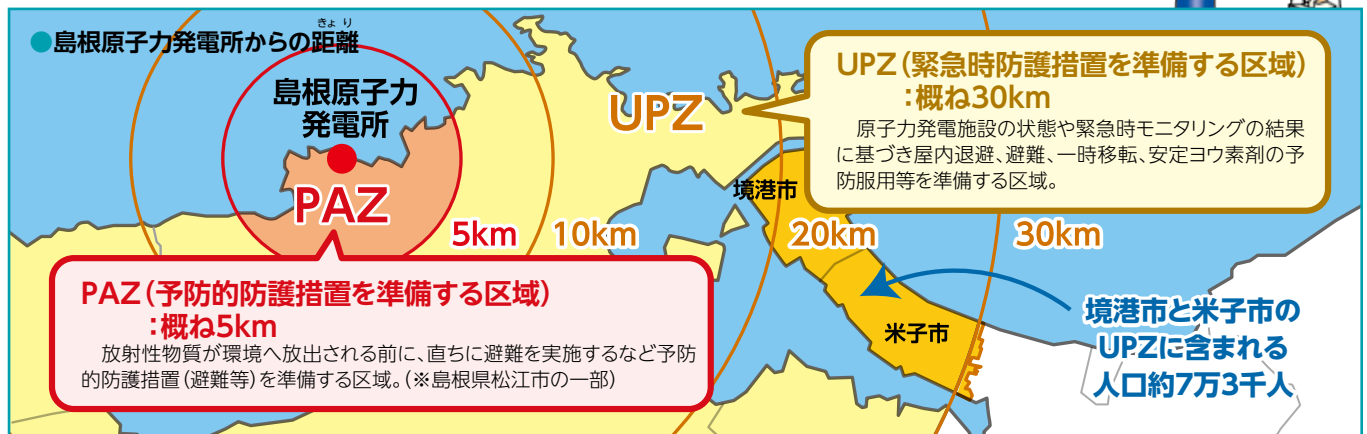 ●島根原子力発電所からの距離
きょり
島根原子力
発電所
PAZ
UPZ
5km
10km
20km
30km
境港市
米子市
UPZ(緊急時防護措置を準備する区域)
:概ね30km
原子力発電施設の状態や緊急時モニタリングの結果
に基づき屋内退避、避難、一時移転、安定ヨウ素剤の予
防服用等を準備する区域。
PAZ(予防的防護措置を準備する区域)
:概ね5km
放射性物質が環境へ放出される前に、直ちに避難を実施するなど予防
的防護措置(避難等)を準備する区域。(※島根県松江市の一部)
境港市と米子市の
UPZに含まれる
人口約7万3千人